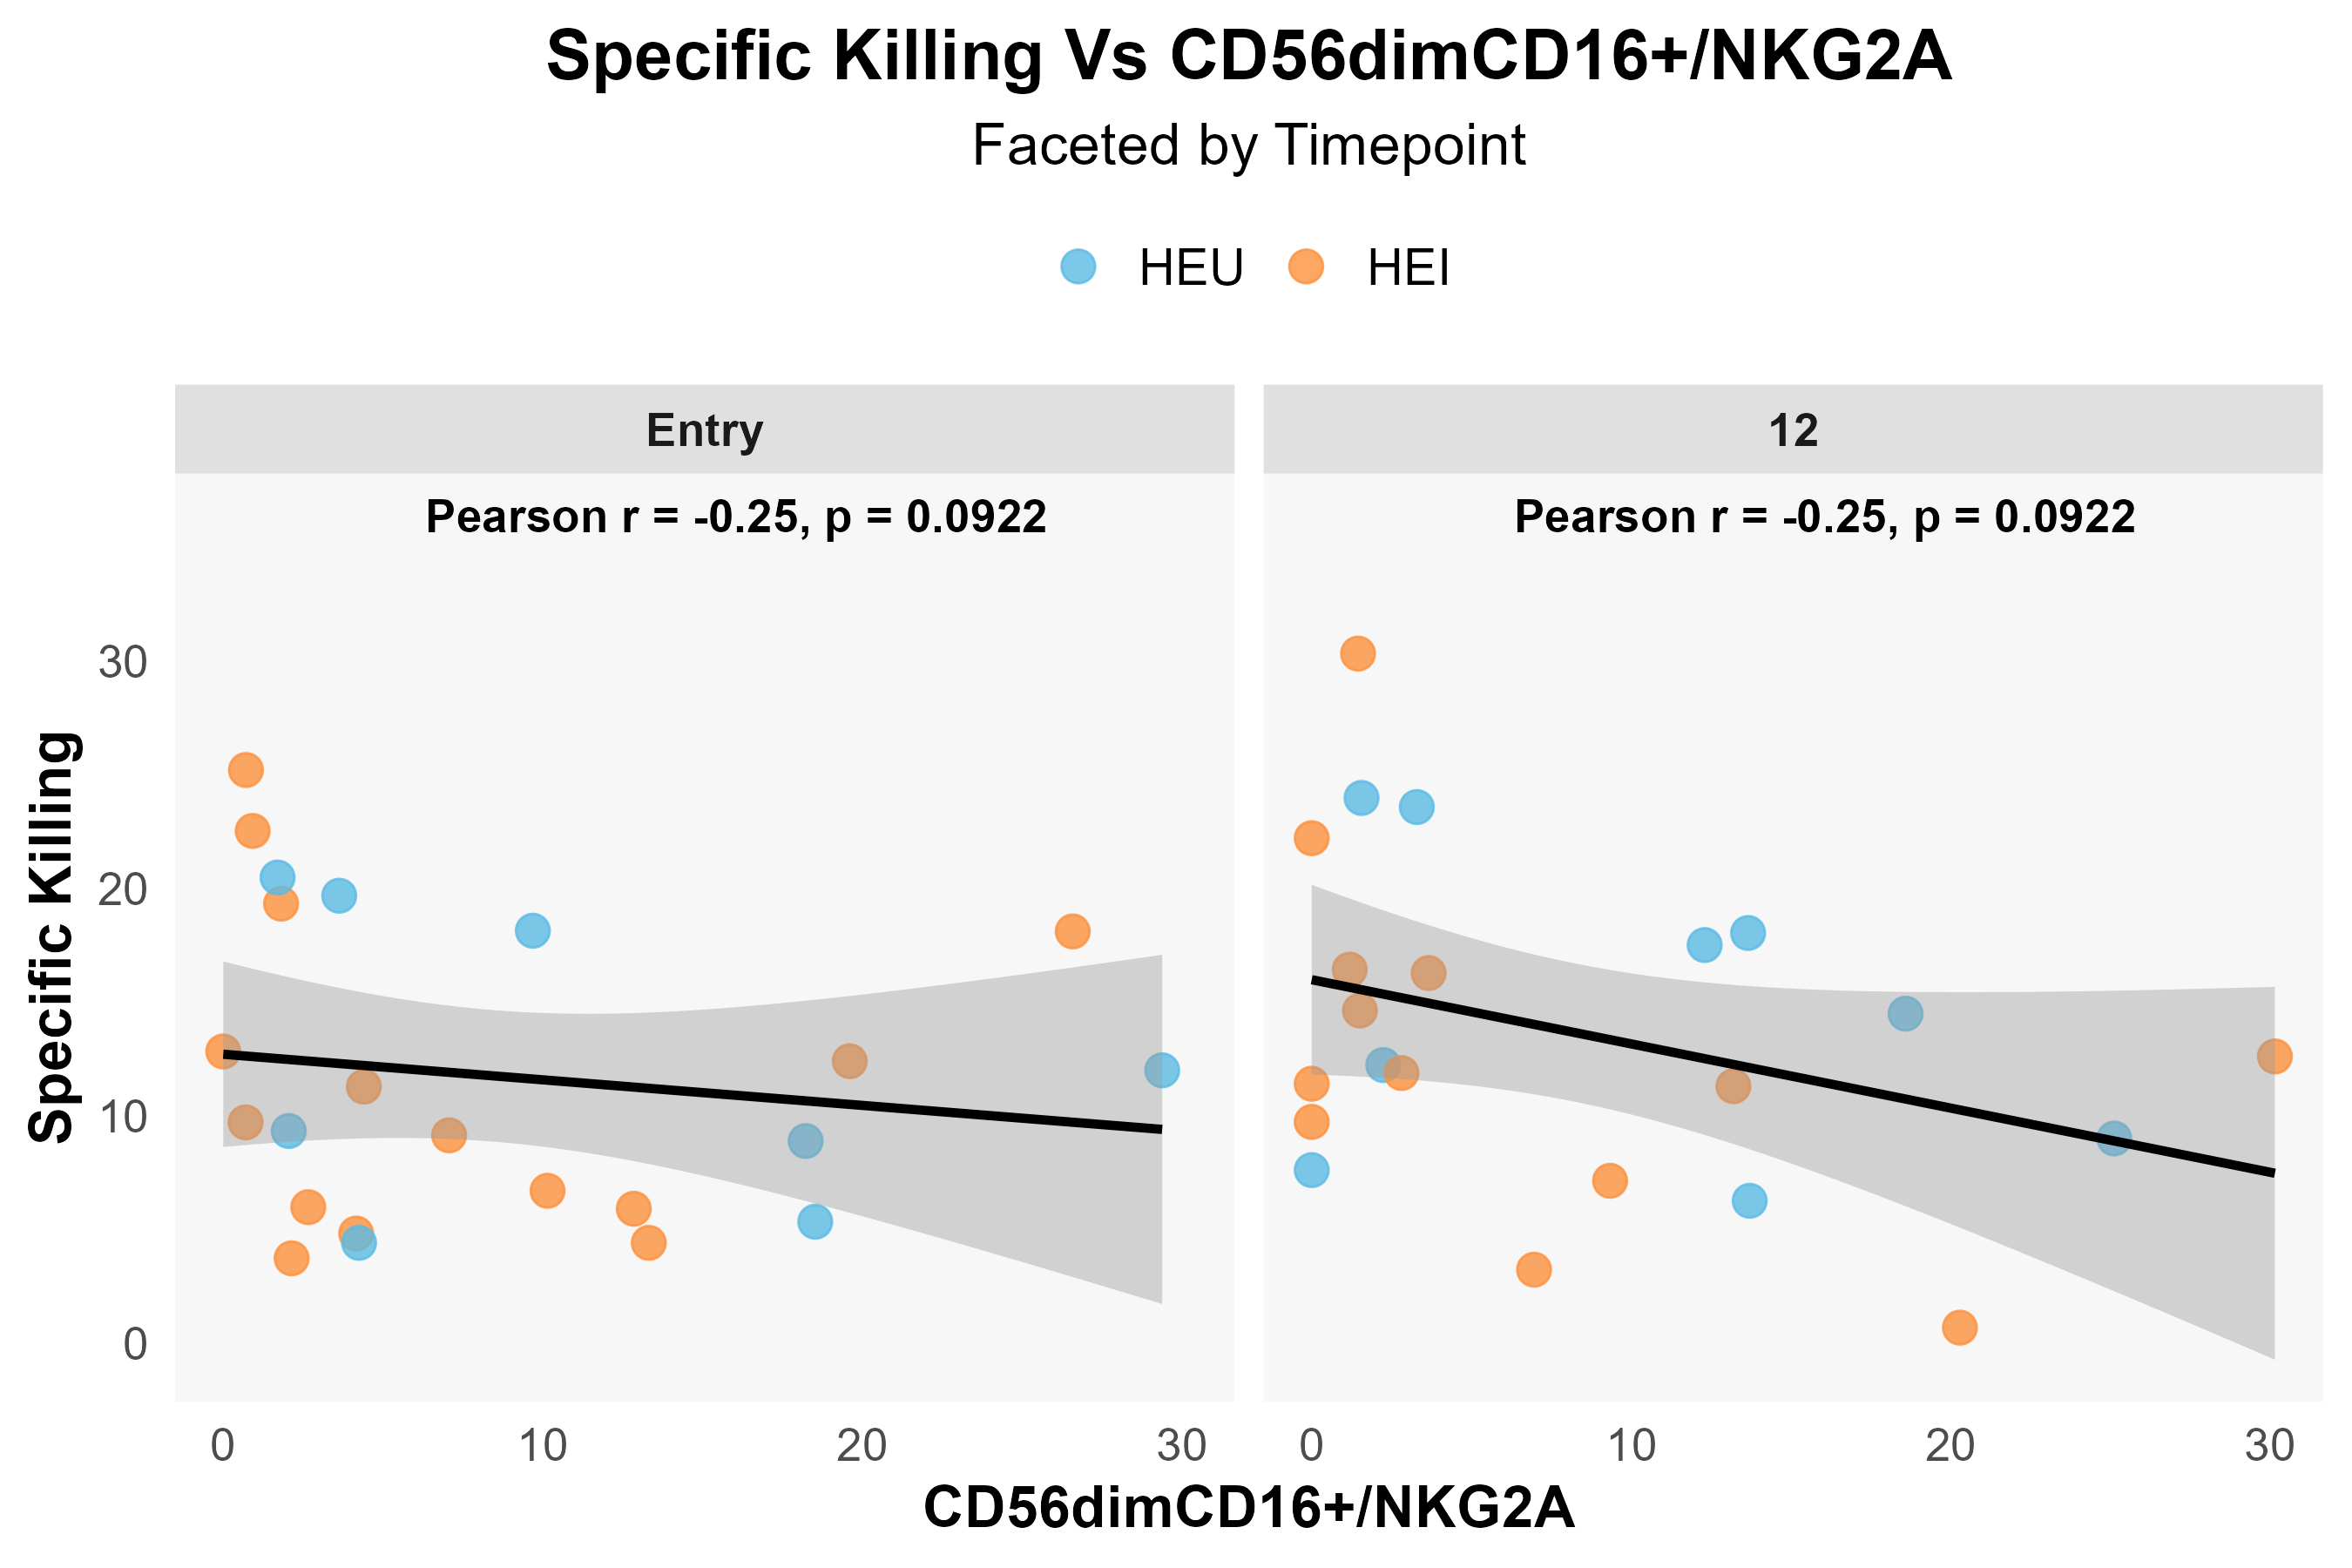 Specific Killing Vs CD56dimCD16+/NKG2A
Faceted by Timepoint
HEU HEI
Entry
12
Pearson r = -0.25, p = 0.0922
Pearson r = -0.25, p = 0.0922
Specific Killing
30
20
10
0
0 10 20 30
0 10 20 30
CD56dimCD16+/NKG2A